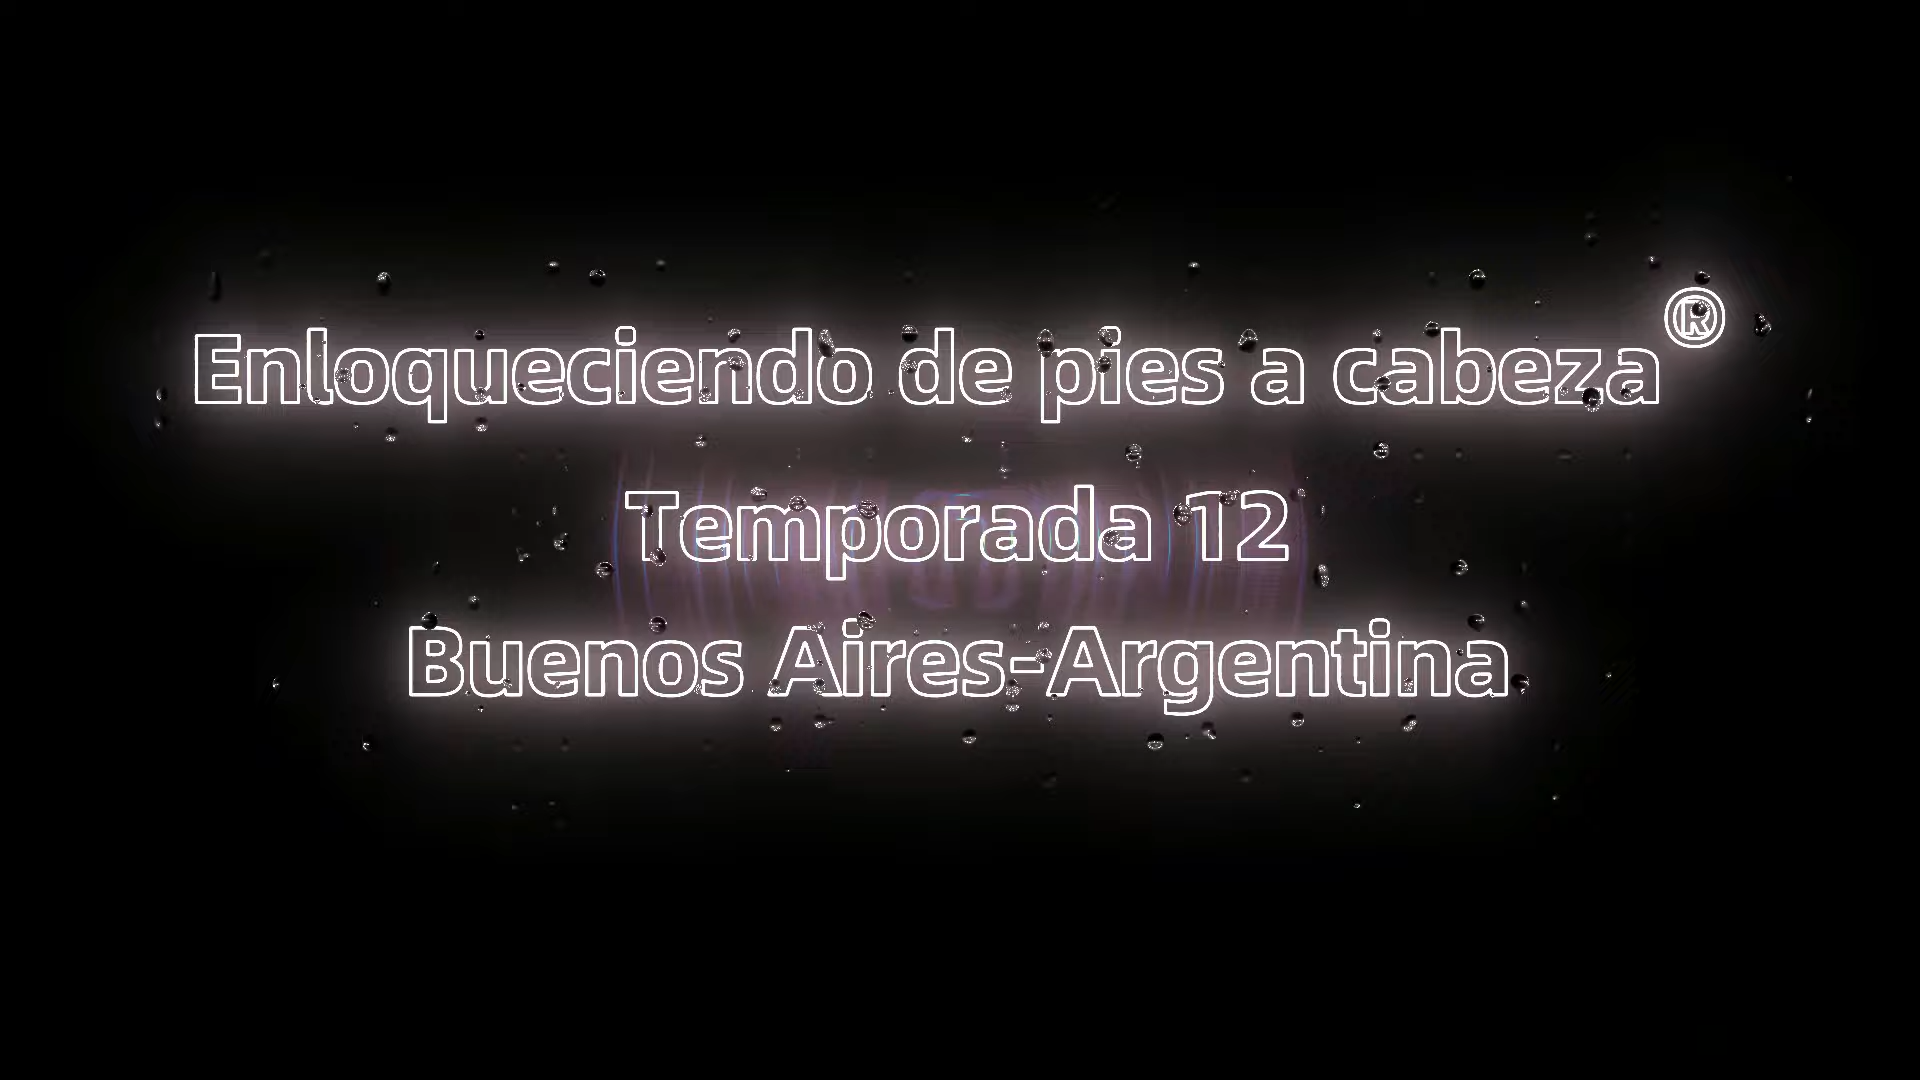 Enloqueciendo de pies a cabeza®
Temporada 12
Buenos Aires-Argentina